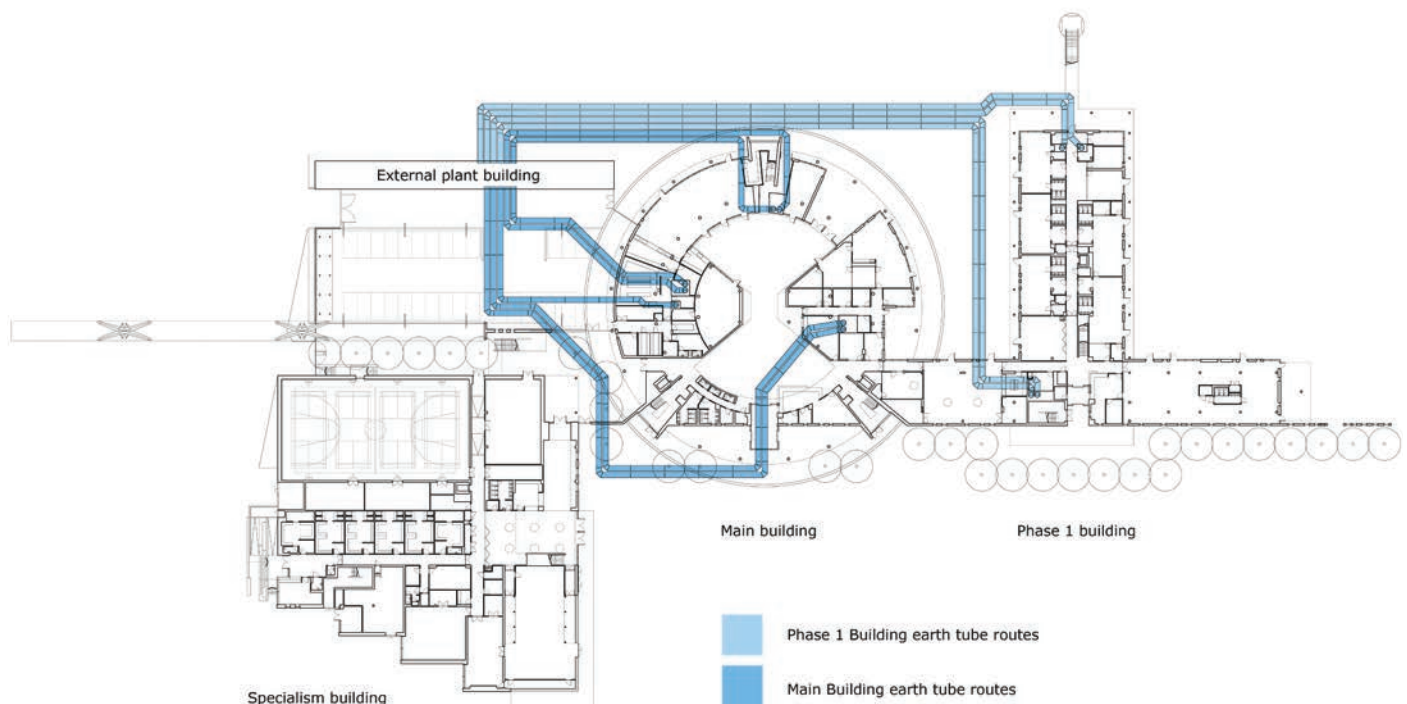 External plant building
Main building
Phase 1 building
Phase 1 Building earth tube routes
Main Building earth tube routes
Specialism building